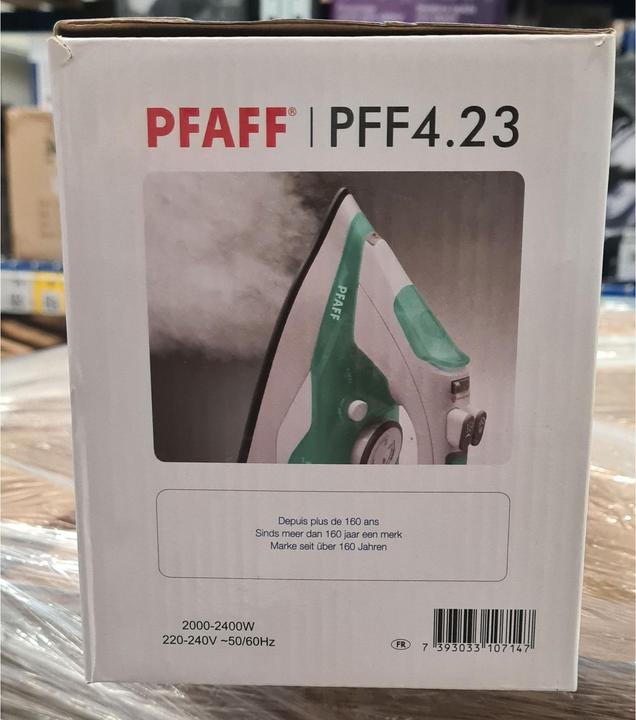 PFAFF® | PFF4.23
PFAFF
Depuis plus de 160 ans
Sinds meer dan 160 jaar een merk
Marke seit über 160 Jahren
2000-2400W
220-240V ~50/60Hz
FR
7 393033 107147